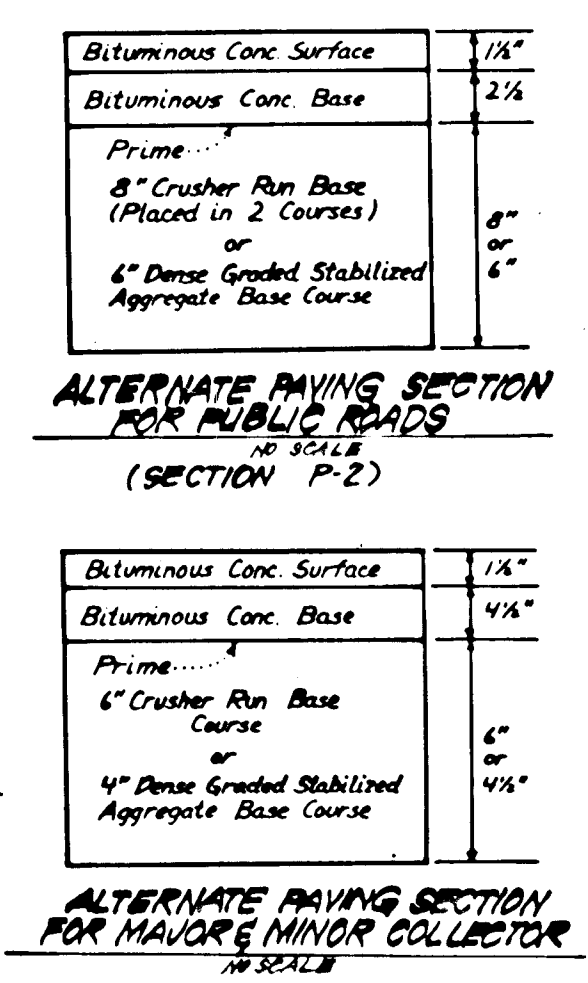 Bituminous Conc. Surface 1½"
Bituminous Conc. Base 2½
Prime.....
8" Crusher Run Base
(Placed in 2 Courses)
or
6" Dense Graded Stabilized
Aggregate Base Course
8"
or
6"
ALTERNATE PAVING SECTION
FOR PUBLIC ROADS
NO SCALE
(SECTION P-2)
Bituminous Conc. Surface 1½"
Bituminous Conc. Base 4½"
Prime.....
6" Crusher Run Base
Course
or
4" Dense Graded Stabilized
Aggregate Base Course
6"
or
4½"
ALTERNATE PAVING SECTION
FOR MAJOR & MINOR COLLECTOR
NO SCALE